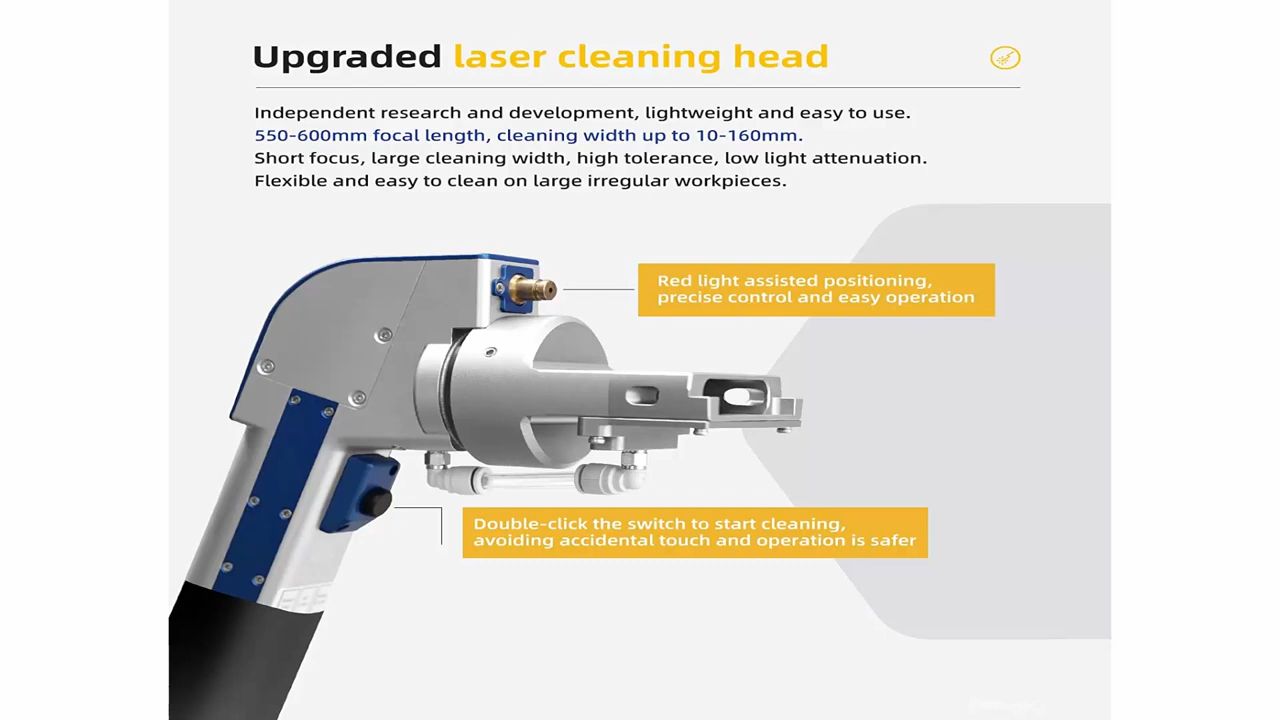 Upgraded laser cleaning head
Independent research and development, lightweight and easy to use.
550-600mm focal length, cleaning width up to 10-160mm.
Short focus, large cleaning width, high tolerance, low light attenuation.
Flexible and easy to clean on large irregular workpieces.
Red light assisted positioning,
precise control and easy operation
Double-click the switch to start cleaning,
avoiding accidental touch and operation is safer